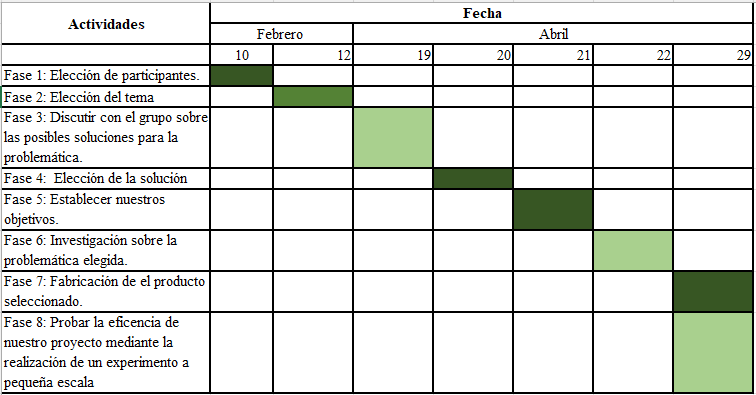 Actividades
Fecha
Febrero
Abril
10
12
19
20
21
22
29
Fase 1: Elección de participantes.
Fase 2: Elección del tema
Fase 3: Discutir con el grupo sobre
las posibles soluciones para la
problemática.
Fase 4:  Elección de la solución
Fase 5: Establecer nuestros
objetivos.
Fase 6: Investigación sobre la
problemática elegida.
Fase 7: Fabricación de el producto
seleccionado.
Fase 8: Probar la eficencia de
nuestro proyecto mediante la
realización de un experimento a
pequeña escala